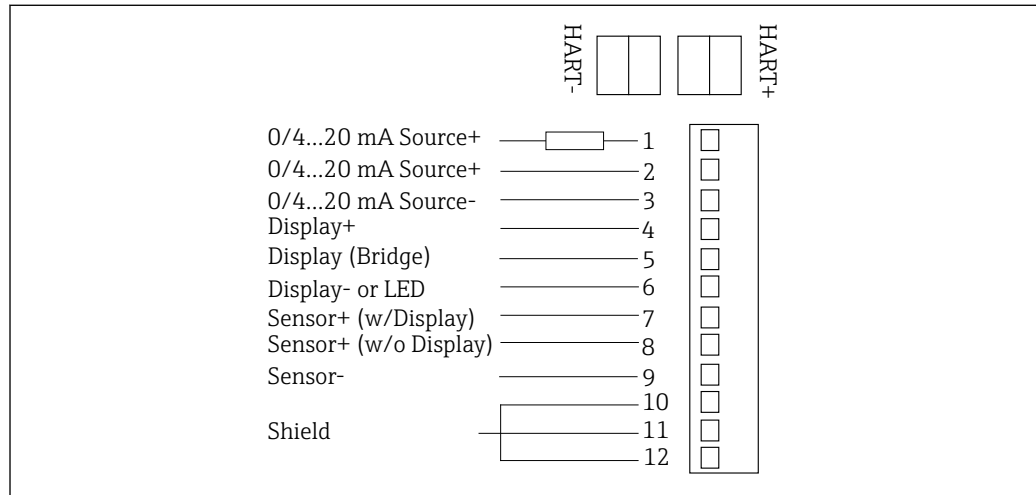 HART-
HART+
0/4...20 mA Source+ 1
0/4...20 mA Source+ 2
0/4...20 mA Source- 3
Display+ 4
Display (Bridge) 5
Display- or LED 6
Sensor+ (w/Display) 7
Sensor+ (w/o Display) 8
Sensor- 9
10
Shield 11
12